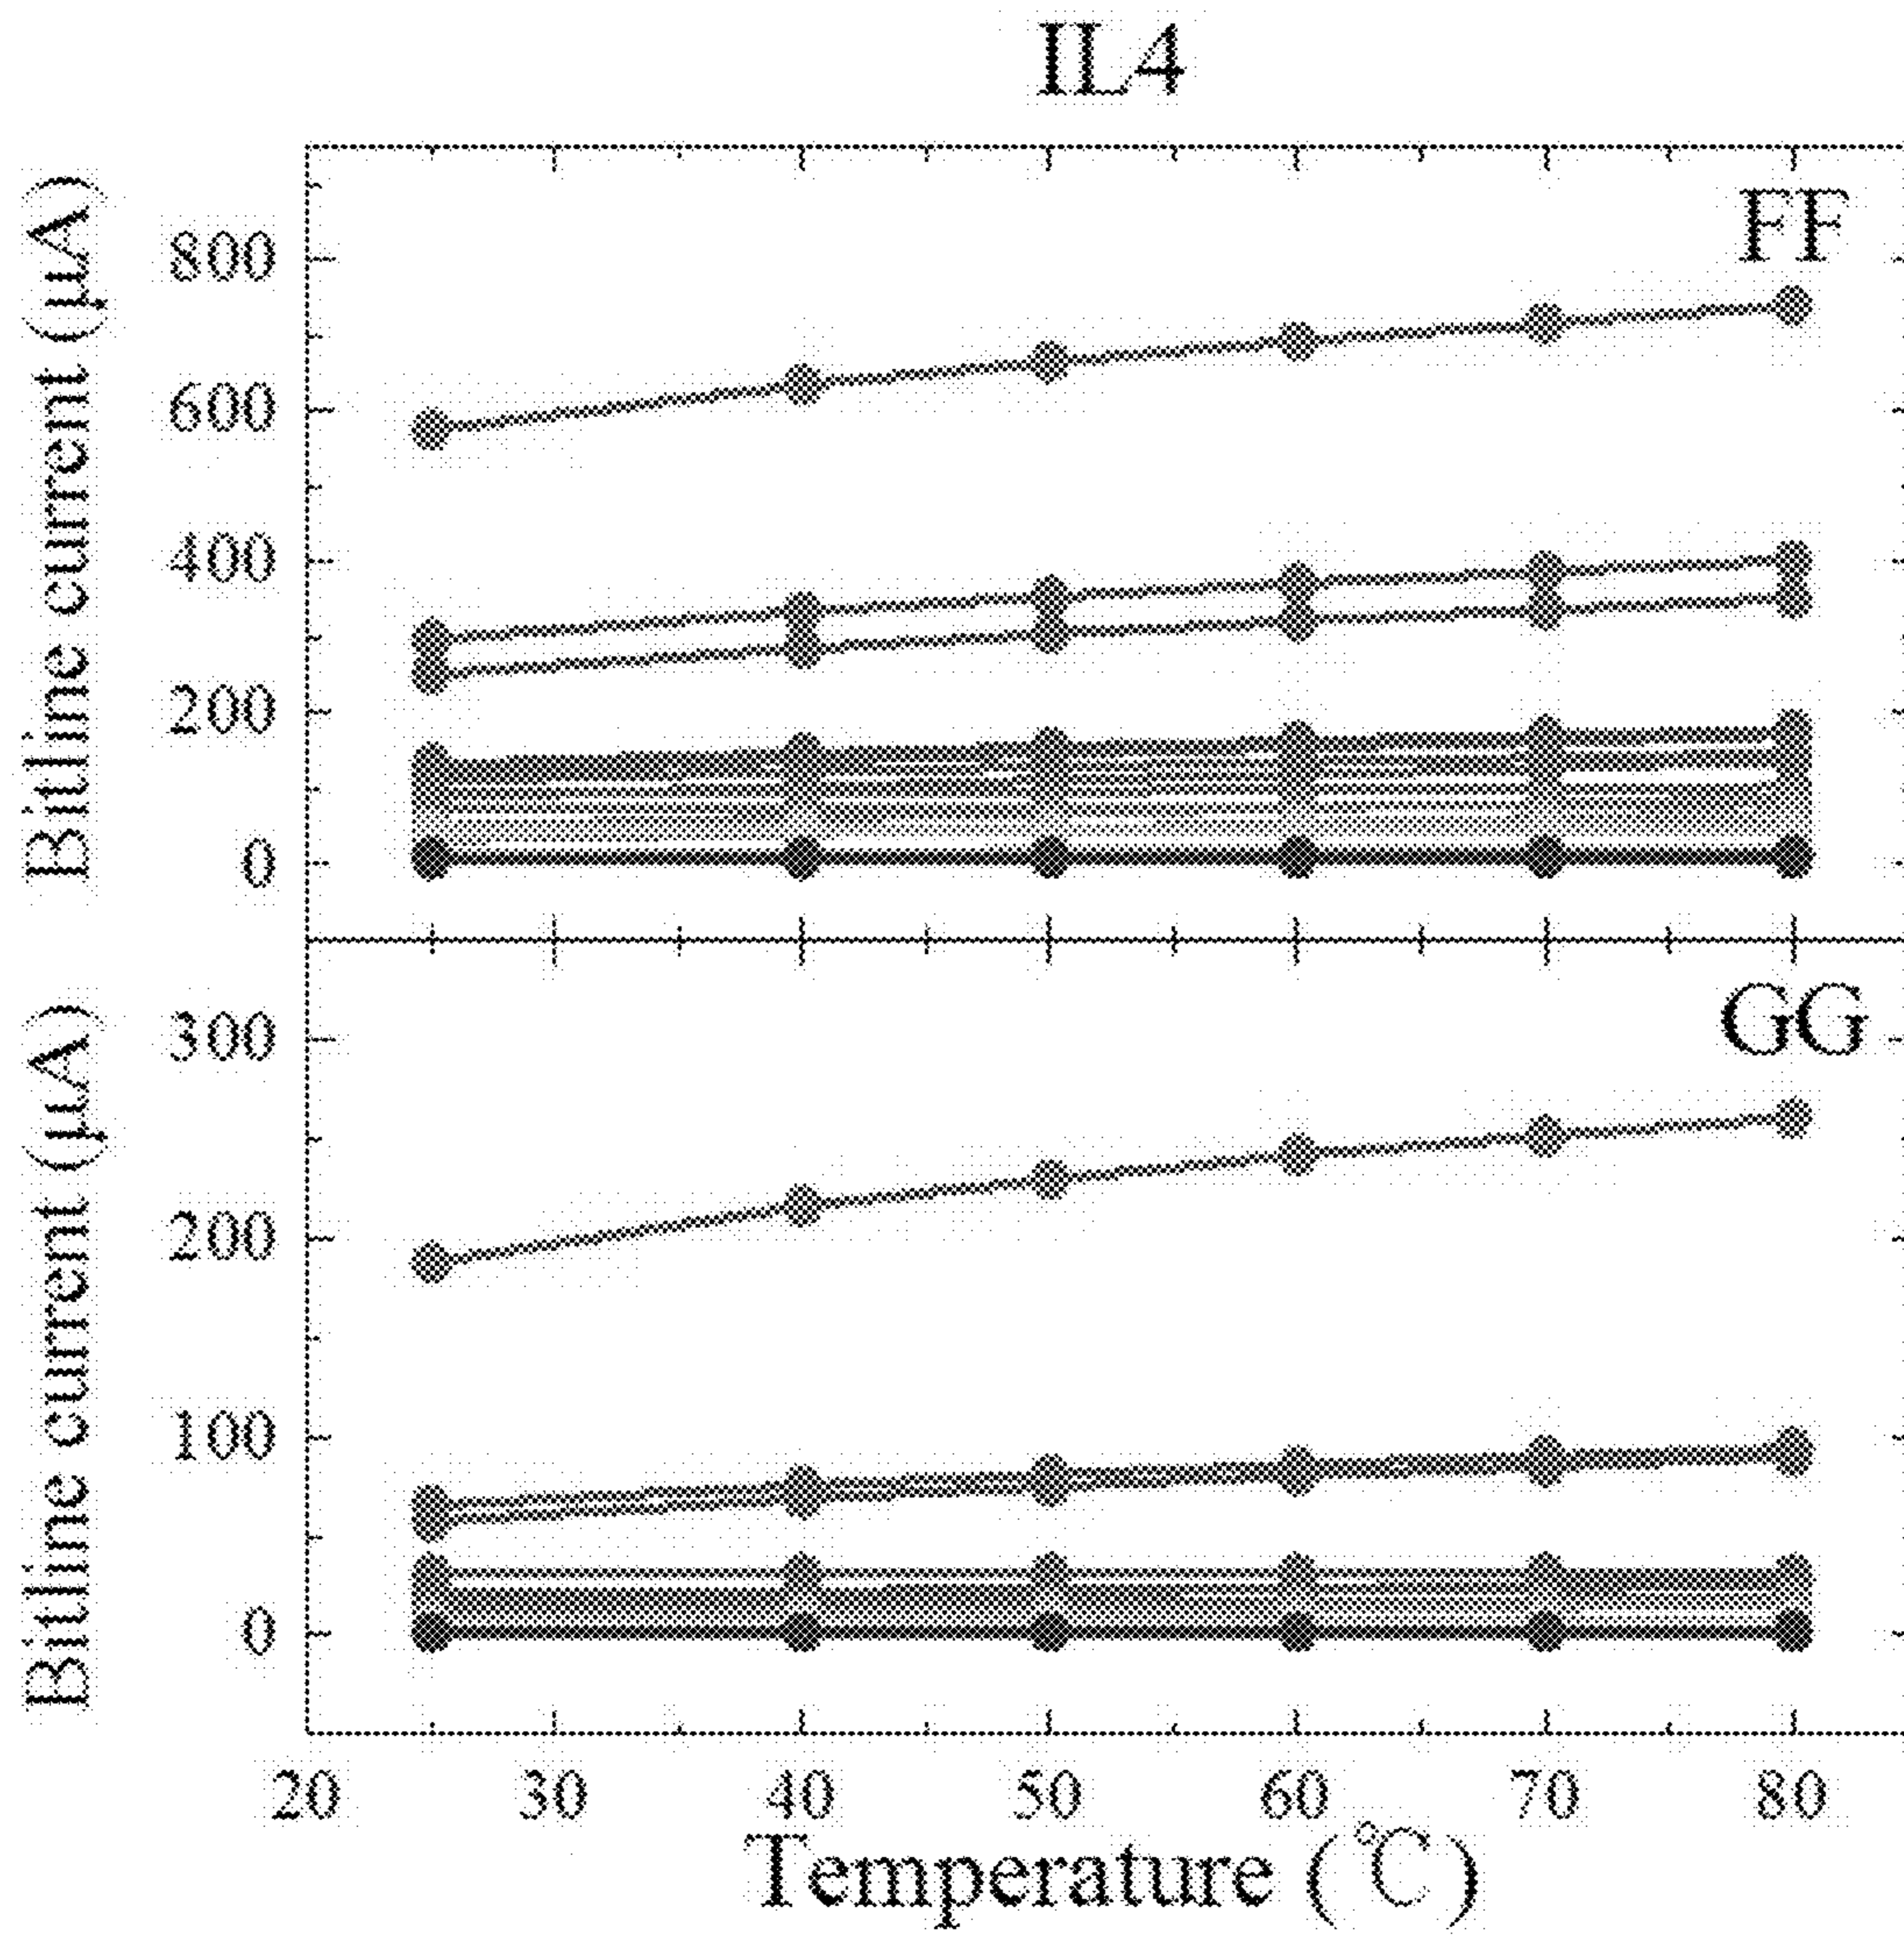 IL4
FF
Bitline current (μA)
800
600
400
200
0
GG
Bitline current (μA)
300
200
100
0
20 30 40 50 60 70 80
Temperature (℃)